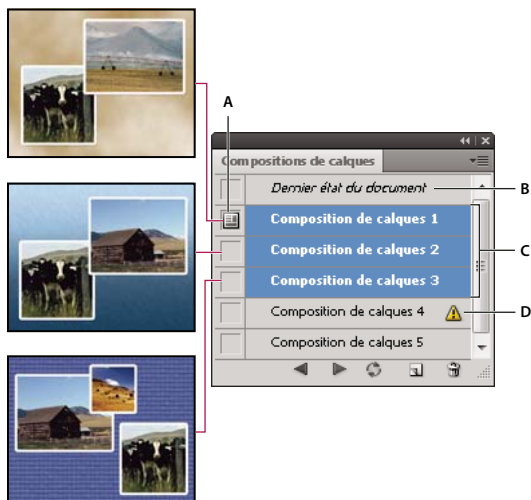 A
Compositions de calques
Dernier état du document
B
Composition de calques 1
Composition de calques 2
C
Composition de calques 3
Composition de calques 4
D
Composition de calques 5